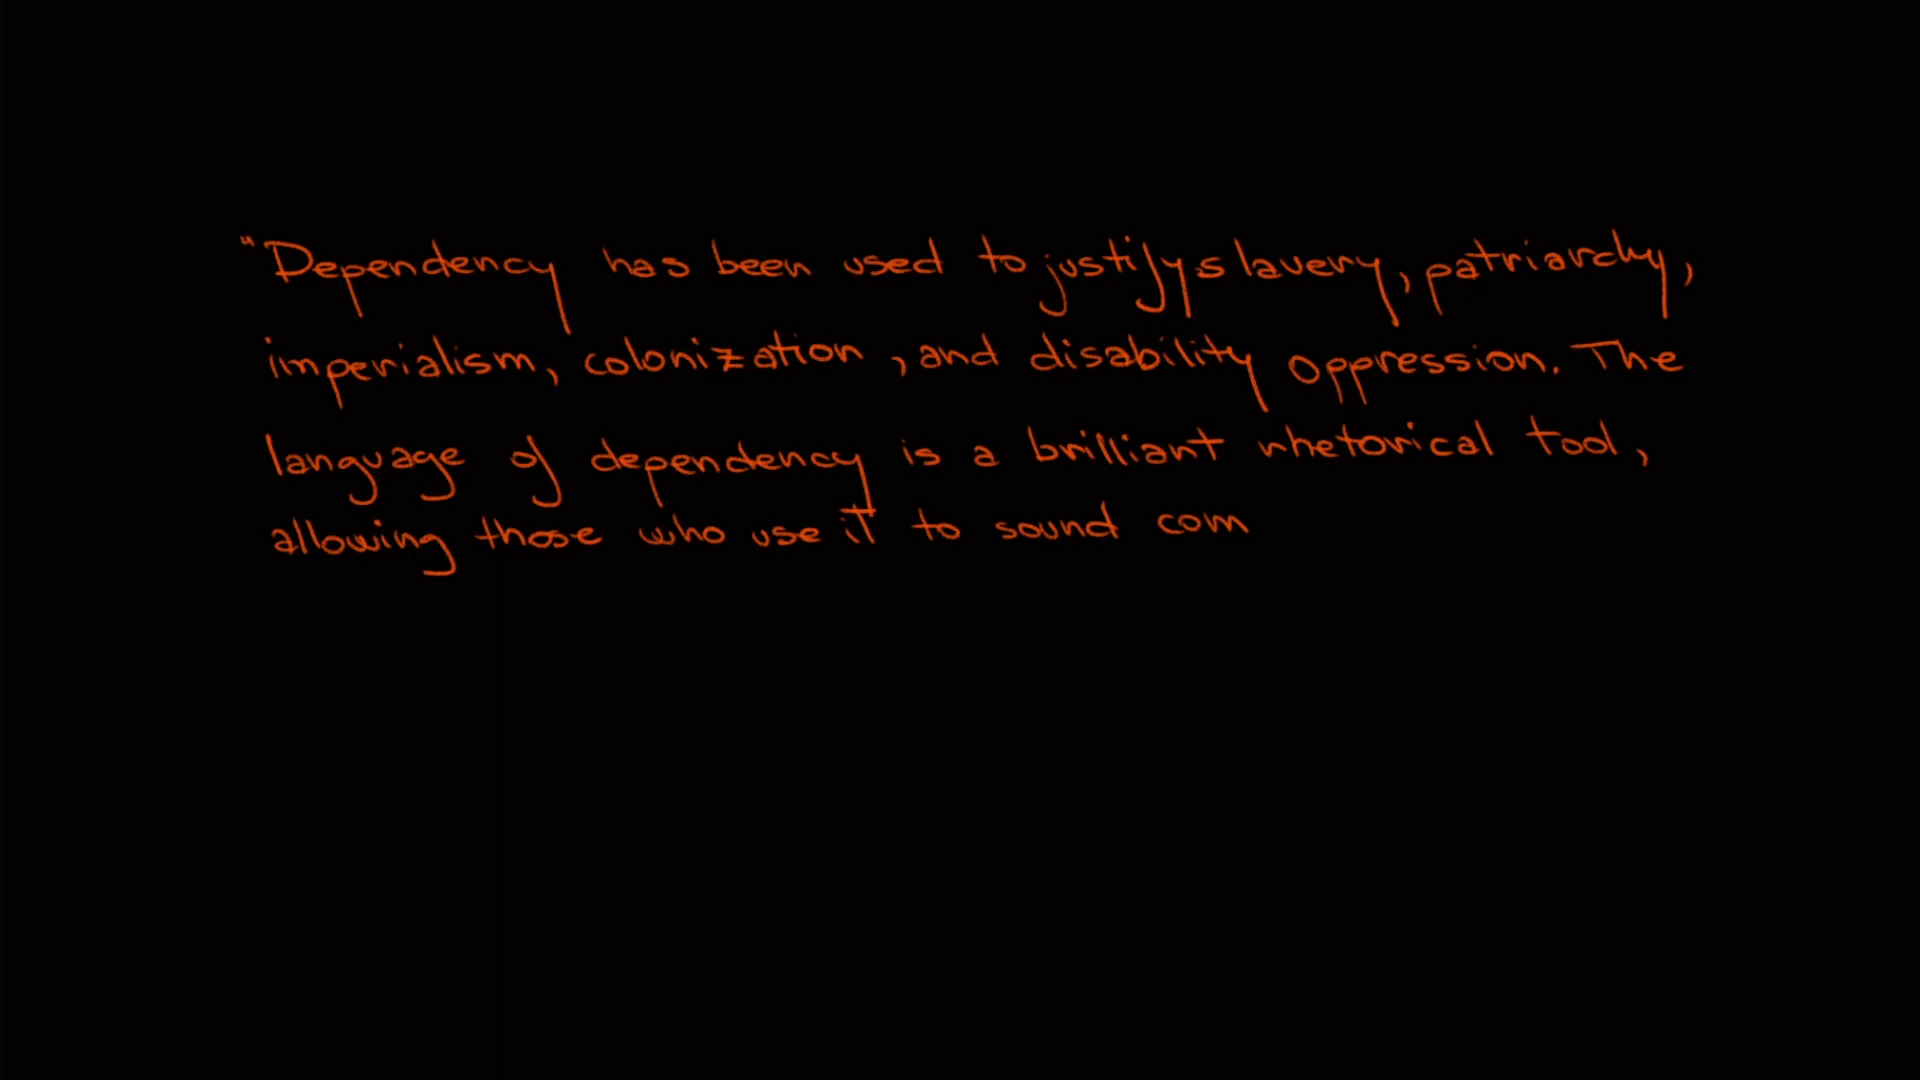 "Dependency has been used to justify slavery, patriarchy,
imperialism, colonization, and disability oppression. The
language of dependency is a brilliant rhetorical tool,
allowing those who use it to sound com